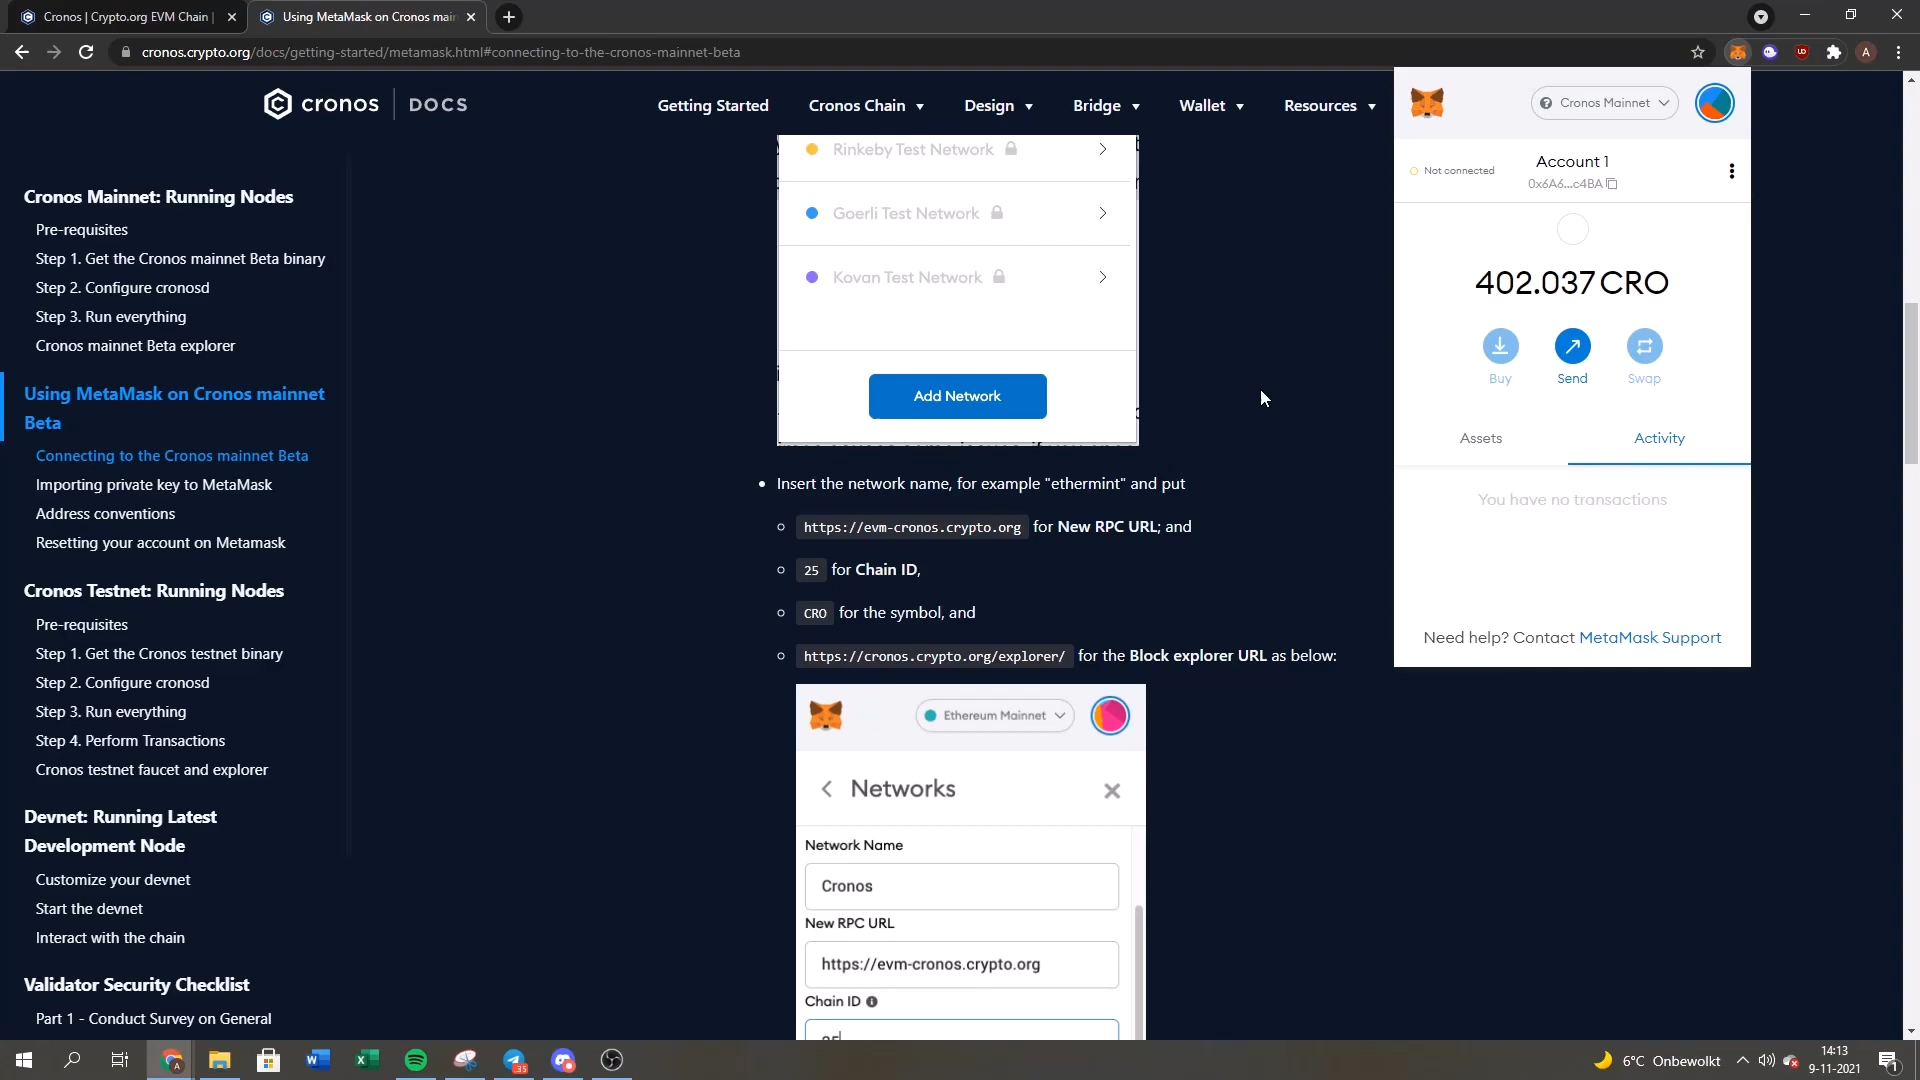 Cronos | Crypto.org EVM Chain |
Using MetaMask on Cronos mai
cronos.crypto.org/docs/getting-started/metamask.html#connecting-to-the-cronos-mainnet-beta
A
cronos DOCS
Getting Started Cronos Chain Design Bridge Wallet Resources
Cronos Mainnet: Running Nodes
Pre-requisites
Step 1. Get the Cronos mainnet Beta binary
Step 2. Configure cronosd
Step 3. Run everything
Cronos mainnet Beta explorer
Using MetaMask on Cronos mainnet
Beta
Connecting to the Cronos mainnet Beta
Importing private key to MetaMask
Address conventions
Resetting your account on Metamask
Cronos Testnet: Running Nodes
Pre-requisites
Step 1. Get the Cronos testnet binary
Step 2. Configure cronosd
Step 3. Run everything
Step 4. Perform Transactions
Cronos testnet faucet and explorer
Devnet: Running Latest
Development Node
Customize your devnet
Start the devnet
Interact with the chain
Validator Security Checklist
Part 1 - Conduct Survey on General
Rinkeby Test Network
Goerli Test Network
Kovan Test Network
Add Network
Insert the network name, for example "ethermint" and put
https://evm-cronos.crypto.org for New RPC URL; and
25 for Chain ID,
CRO for the symbol, and
https://cronos.crypto.org/explorer/ for the Block explorer URL as below:
Ethereum Mainnet
Networks
Network Name
Cronos
New RPC URL
https://evm-cronos.crypto.org
Chain ID
Cronos Mainnet
Not connected
Account 1
0x6A6...c4BA
402.037 CRO
Buy Send Swap
Assets Activity
You have no transactions
Need help? Contact MetaMask Support
6°C Onbewolkt
14:13
9-11-2021